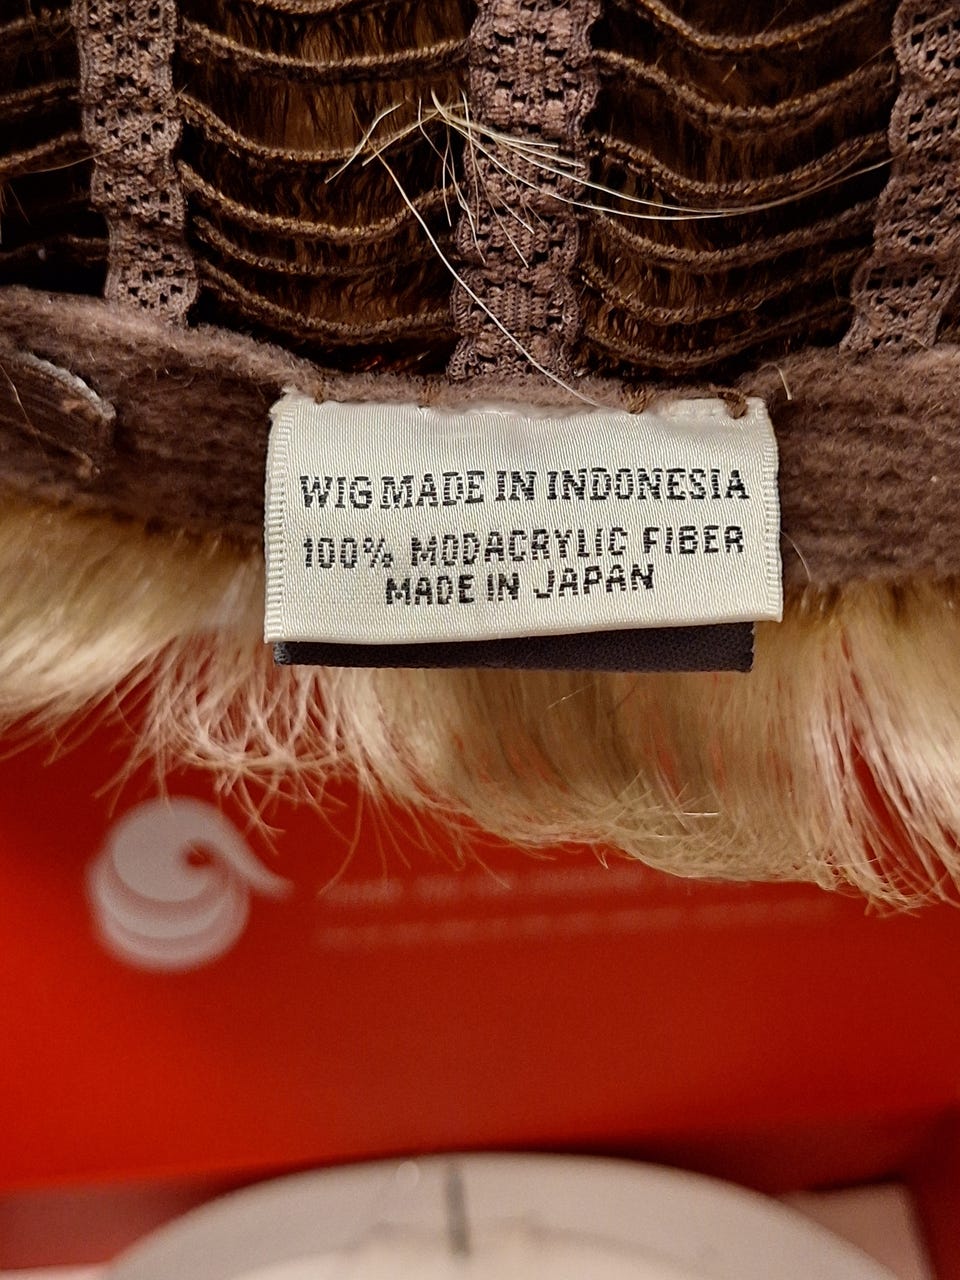 WIG MADE IN INDONESIA
100% MODACRYLIC FIBER
MADE IN JAPAN